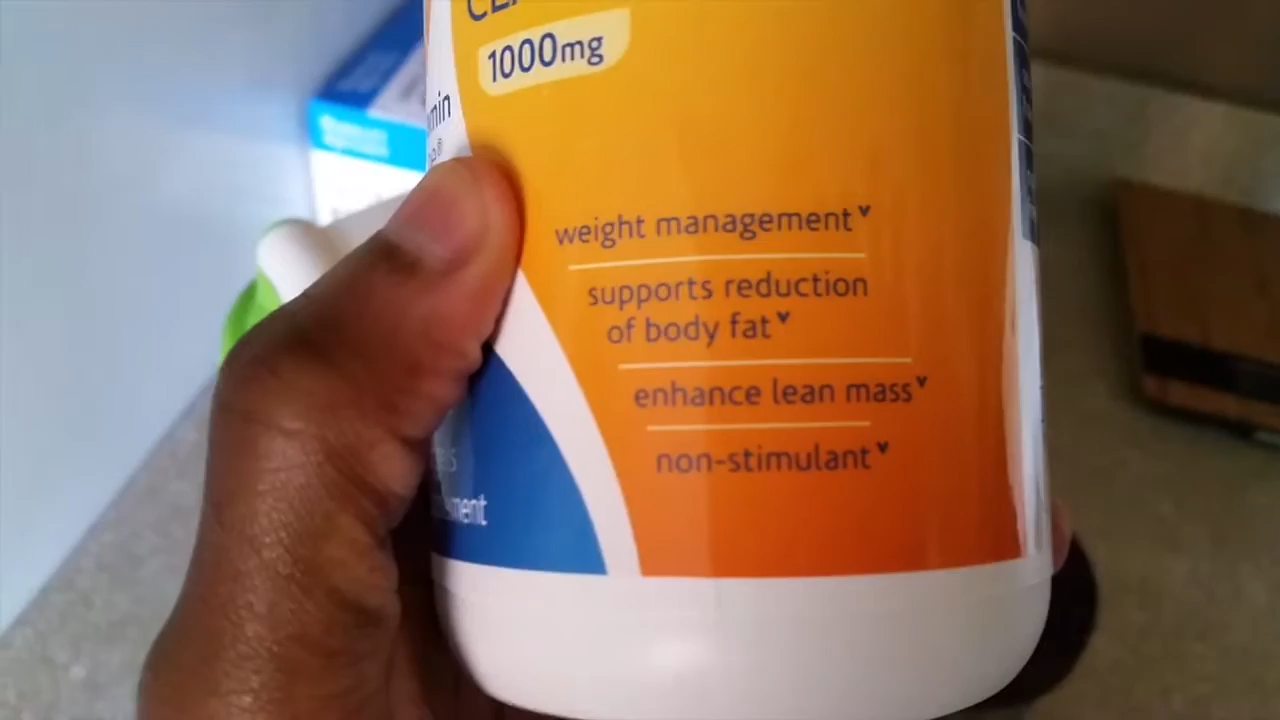 1000mg
weight management
supports reduction
of body fat
enhance lean mass
non-stimulant